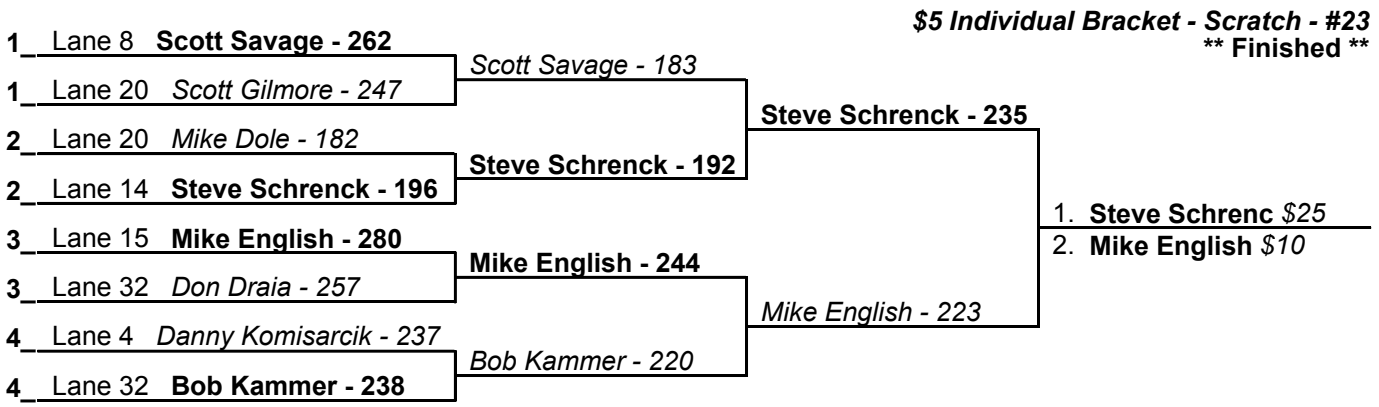 $5 Individual Bracket - Scratch - #23
** Finished **
1_ Lane 8 Scott Savage - 262
1_ Lane 20 Scott Gilmore - 247
2_ Lane 20 Mike Dole - 182
2_ Lane 14 Steve Schrenck - 196
3_ Lane 15 Mike English - 280
3_ Lane 32 Don Draia - 257
4_ Lane 4 Danny Komisarcik - 237
4_ Lane 32 Bob Kammer - 238
Scott Savage - 183
Steve Schrenck - 192
Mike English - 244
Bob Kammer - 220
Steve Schrenck - 235
Mike English - 223
1. Steve Schrenc $25
2. Mike English $10